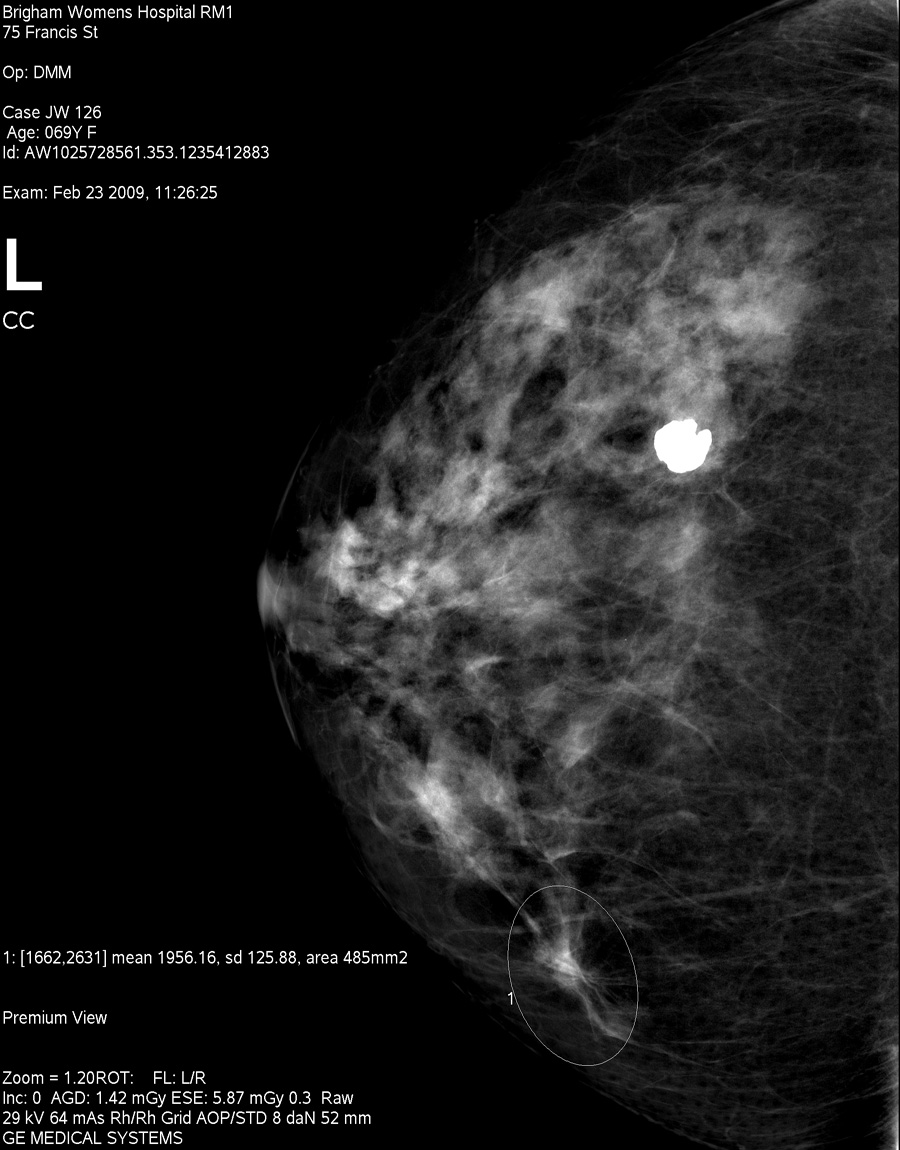 Brigham Womens Hospital RM1
75 Francis St
Op: DMM
Case JW 126
Age: 069Y F
Id: AW1025728561.353.1235412883
Exam: Feb 23 2009, 11:26:25
L
CC
1: [1662,2631] mean 1956.16, sd 125.88, area 485mm2
1
Premium View
Zoom = 1.20ROT: FL: L/R
Inc: 0 AGD: 1.42 mGy ESE: 5.87 mGy 0.3 Raw
29 kV 64 mAs Rh/Rh Grid AOP/STD 8 daN 52 mm
GE MEDICAL SYSTEMS